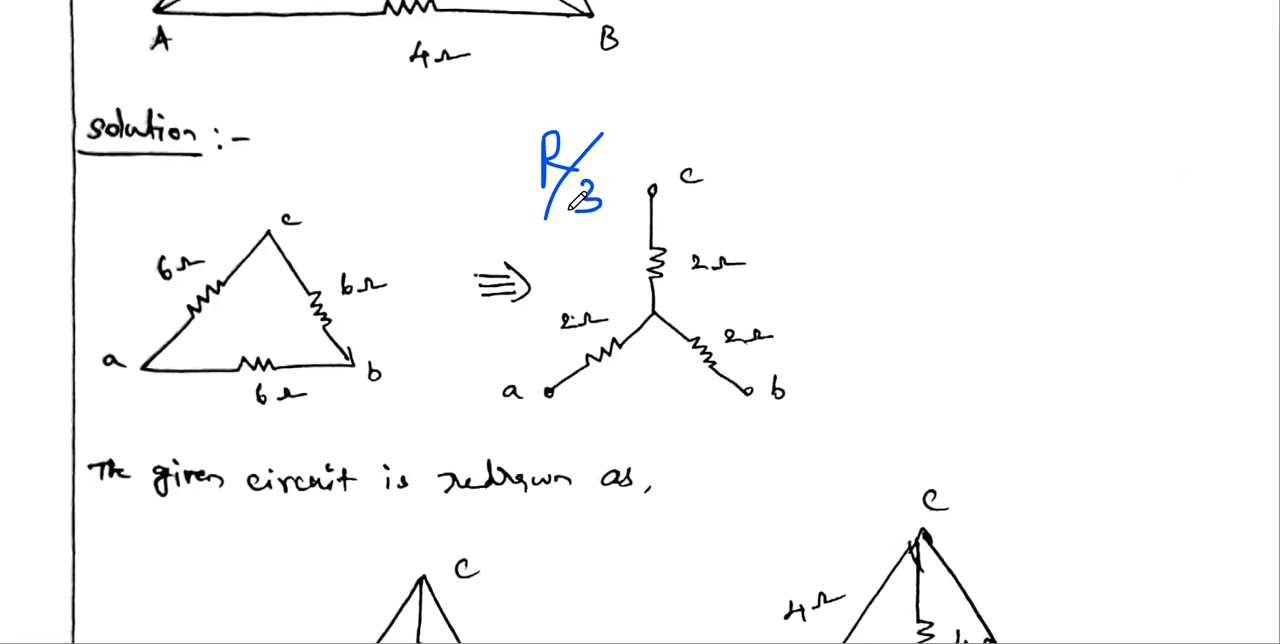 A
B
4Ω
solution :-
R/3
c
c
6Ω
6Ω
2Ω
2Ω
2Ω
a
b
6Ω
a
b
The given circuit is redrawn as,
C
C
4Ω